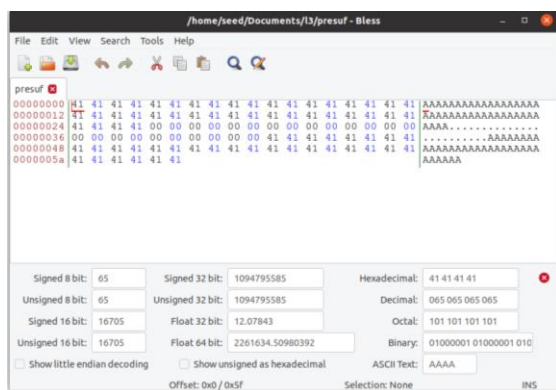 /home/seed/Documents/l3/presuf - Bless
File Edit View Search Tools Help
presuf
00000000 41 41 41 41 41 41 41 41 41 41 41 41 41 41 41 41 41 41 AAAAAAAAAAAAAAAAAA
00000012 41 41 41 41 41 41 41 41 41 41 41 41 41 41 41 41 41 41 AAAAAAAAAAAAAAAAAA
00000024 41 41 41 41 00 00 00 00 00 00 00 00 00 00 00 00 00 00 AAAA..............
00000036 00 00 00 00 00 00 00 00 00 00 41 41 41 41 41 41 41 41 ..........AAAAAAAA
00000048 41 41 41 41 41 41 41 41 41 41 41 41 41 41 41 41 41 41 AAAAAAAAAAAAAAAAAA
0000005a 41 41 41 41 41 41 AAAAAA
Signed 8 bit: 65 Signed 32 bit: 1094795585 Hexadecimal: 41 41 41 41
Unsigned 8 bit: 65 Unsigned 32 bit: 1094795585 Decimal: 065 065 065 065
Signed 16 bit: 16705 Float 32 bit: 12.07843 Octal: 101 101 101 101
Unsigned 16 bit: 16705 Float 64 bit: 2261634.50980392 Binary: 01000001 01000001 010
Show little endian decoding Show unsigned as hexadecimal ASCII Text: AAAA
Offset: 0x0 / 0x5f Selection: None INS